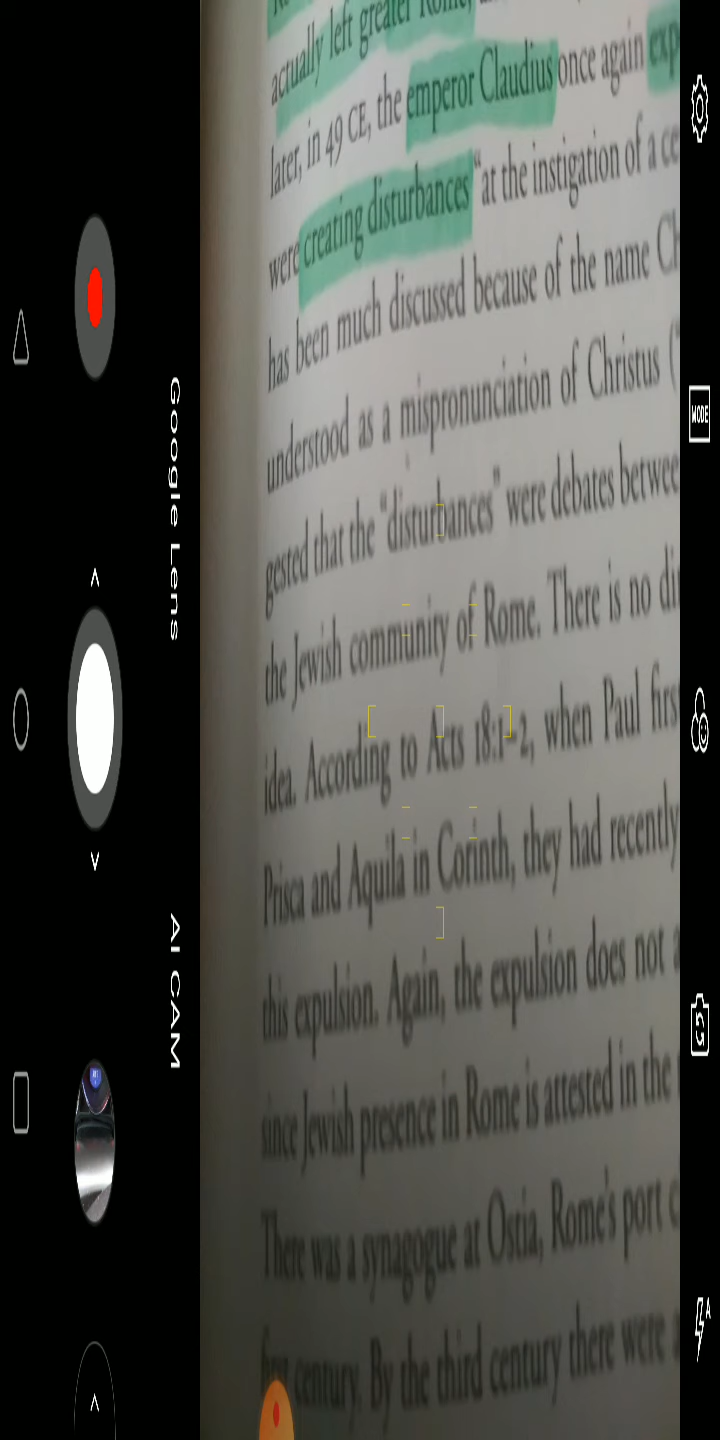 actually left greater Rome,
later, in 49 CE, the emperor Claudius once again exp
were creating disturbances "at the instigation of a ce
has been much discussed because of the name Ch
understood as a mispronunciation of Christus ("
gested that the "disturbances" were debates betwee
the Jewish community of Rome. There is no di
idea. According to Acts 18:1–2, when Paul firs
Prisca and Aquila in Corinth, they had recently
this expulsion. Again, the expulsion does not a
since Jewish presence in Rome is attested in the
There was a synagogue at Ostia, Rome's port c
first century. By the third century there were a
Google Lens
AI CAM
MODE
A